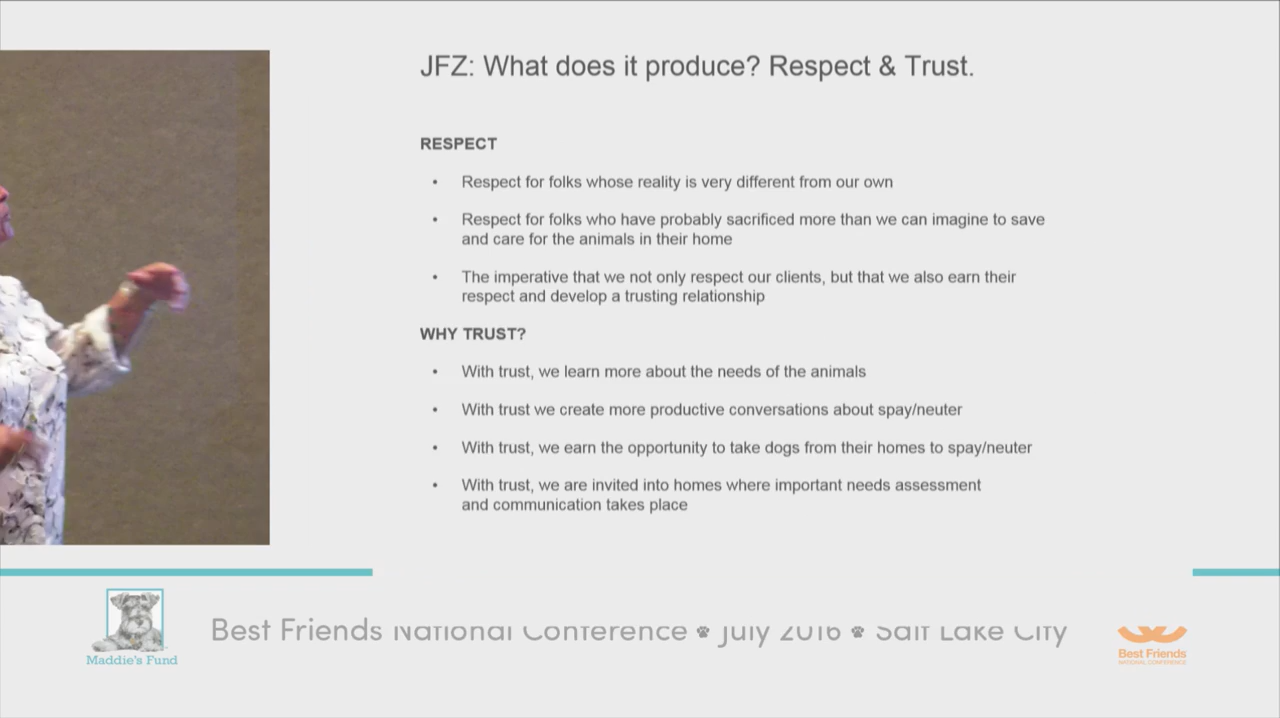 JFZ: What does it produce? Respect & Trust.
RESPECT
• Respect for folks whose reality is very different from our own
• Respect for folks who have probably sacrificed more than we can imagine to save
and care for the animals in their home
• The imperative that we not only respect our clients, but that we also earn their
respect and develop a trusting relationship
WHY TRUST?
• With trust, we learn more about the needs of the animals
• With trust we create more productive conversations about spay/neuter
• With trust, we earn the opportunity to take dogs from their homes to spay/neuter
• With trust, we are invited into homes where important needs assessment
and communication takes place
Best Friends National Conference July 2016 Salt Lake City
Maddie's Fund
Best Friends
NATIONAL CONFERENCE